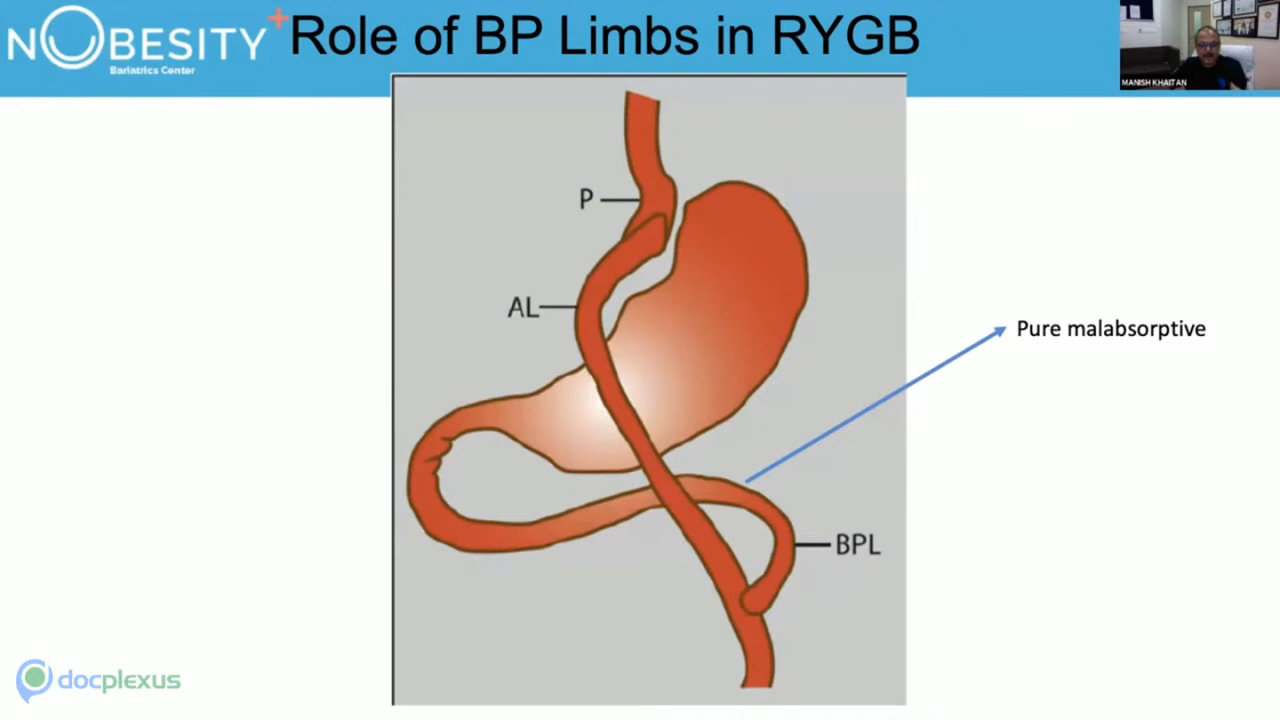 NOBESITY+
Bariatrics Center
Role of BP Limbs in RYGB
MANISH KHAITAN
P
AL
Pure malabsorptive
BPL
docplexus